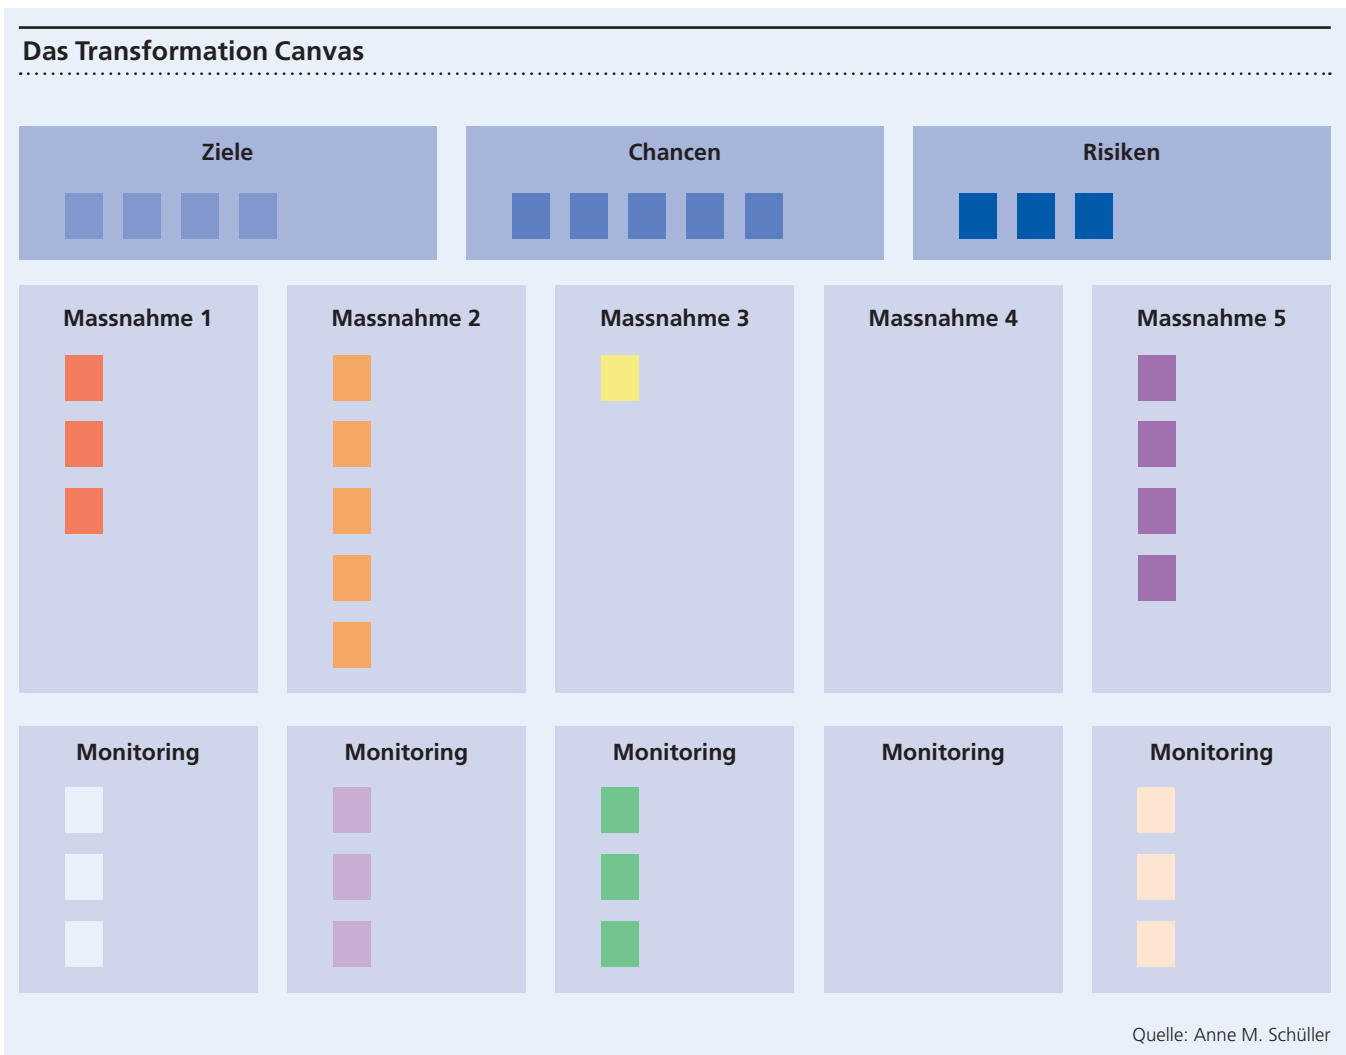 Das Transformation Canvas
Ziele
Chancen
Risiken
Massnahme 1
Massnahme 2
Massnahme 3
Massnahme 4
Massnahme 5
Monitoring
Monitoring
Monitoring
Monitoring
Monitoring
Quelle: Anne M. Schüller